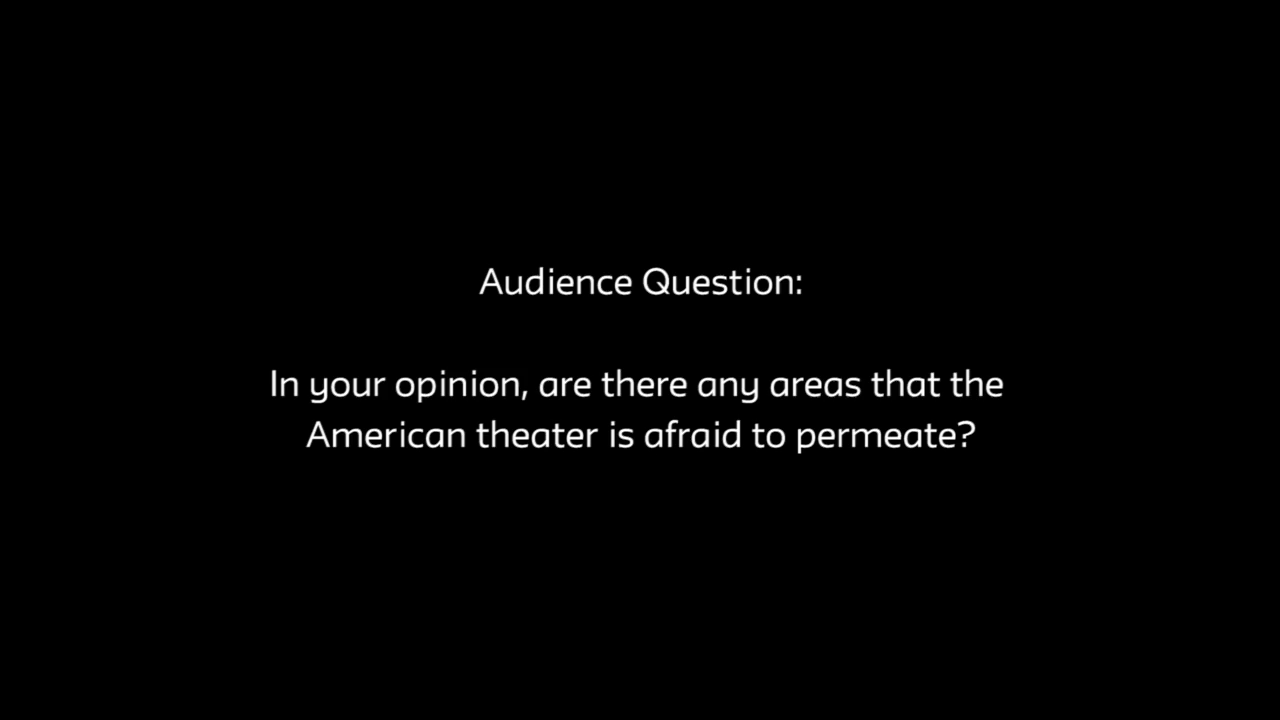 Audience Question:
In your opinion, are there any areas that the
American theater is afraid to permeate?